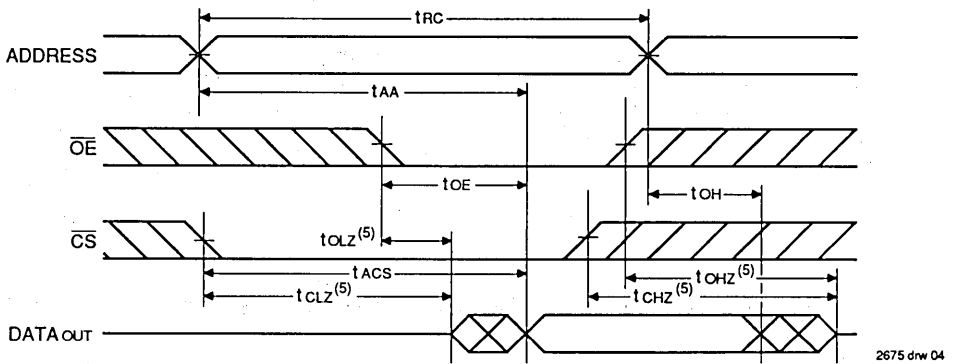 tRC
ADDRESS
tAA
OE
tOE
tOH
CS
tOLZ(5)
tACS
tOHZ(5)
tCLZ(5)
tCHZ(5)
DATAOUT
2675 drw 04